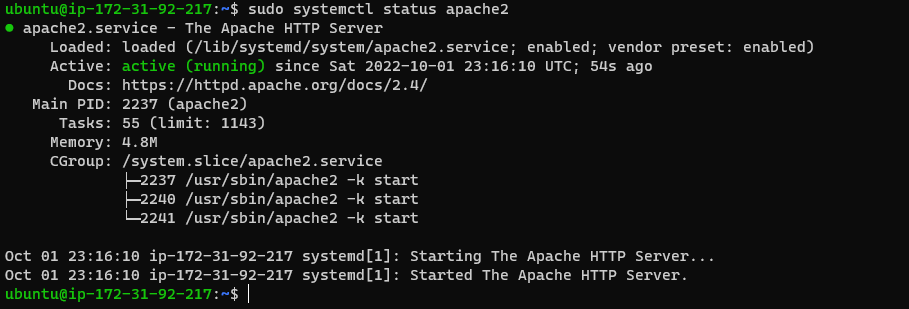 ubuntu@ip-172-31-92-217:~$ sudo systemctl status apache2
● apache2.service - The Apache HTTP Server
     Loaded: loaded (/lib/systemd/system/apache2.service; enabled; vendor preset: enabled)
     Active: active (running) since Sat 2022-10-01 23:16:10 UTC; 54s ago
       Docs: https://httpd.apache.org/docs/2.4/
   Main PID: 2237 (apache2)
      Tasks: 55 (limit: 1143)
     Memory: 4.8M
     CGroup: /system.slice/apache2.service
             ├─2237 /usr/sbin/apache2 -k start
             ├─2240 /usr/sbin/apache2 -k start
             └─2241 /usr/sbin/apache2 -k start

Oct 01 23:16:10 ip-172-31-92-217 systemd[1]: Starting The Apache HTTP Server...
Oct 01 23:16:10 ip-172-31-92-217 systemd[1]: Started The Apache HTTP Server.
ubuntu@ip-172-31-92-217:~$